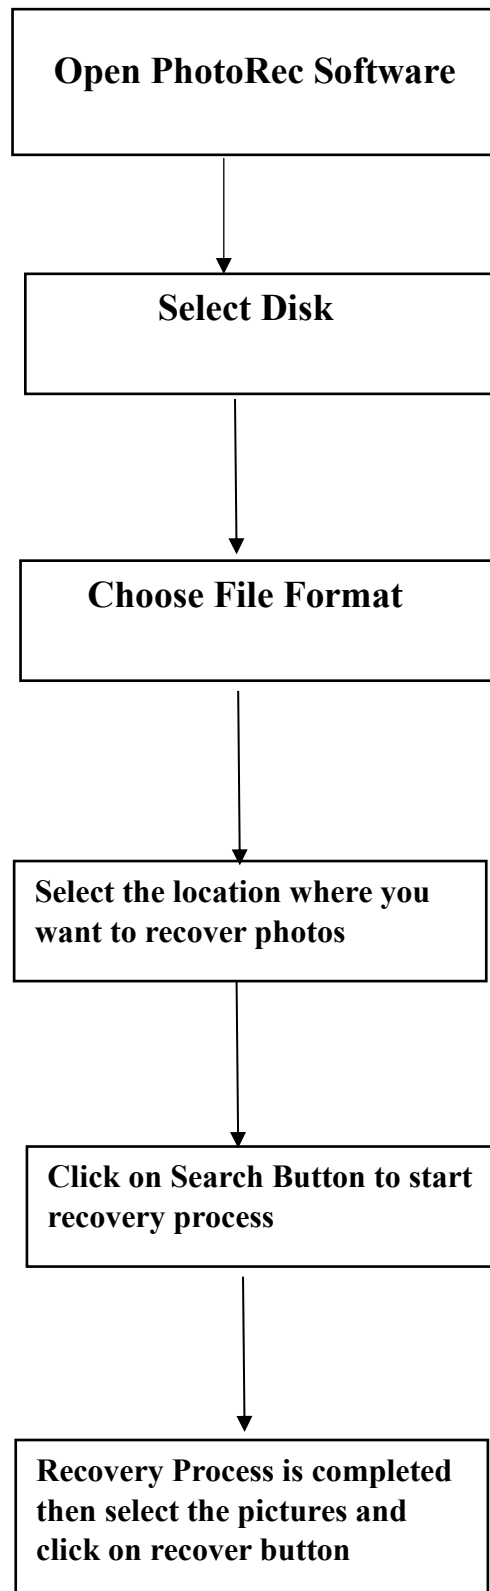 Open PhotoRec Software
Select Disk
Choose File Format
Select the location where you
want to recover photos
Click on Search Button to start
recovery process
Recovery Process is completed
then select the pictures and
click on recover button